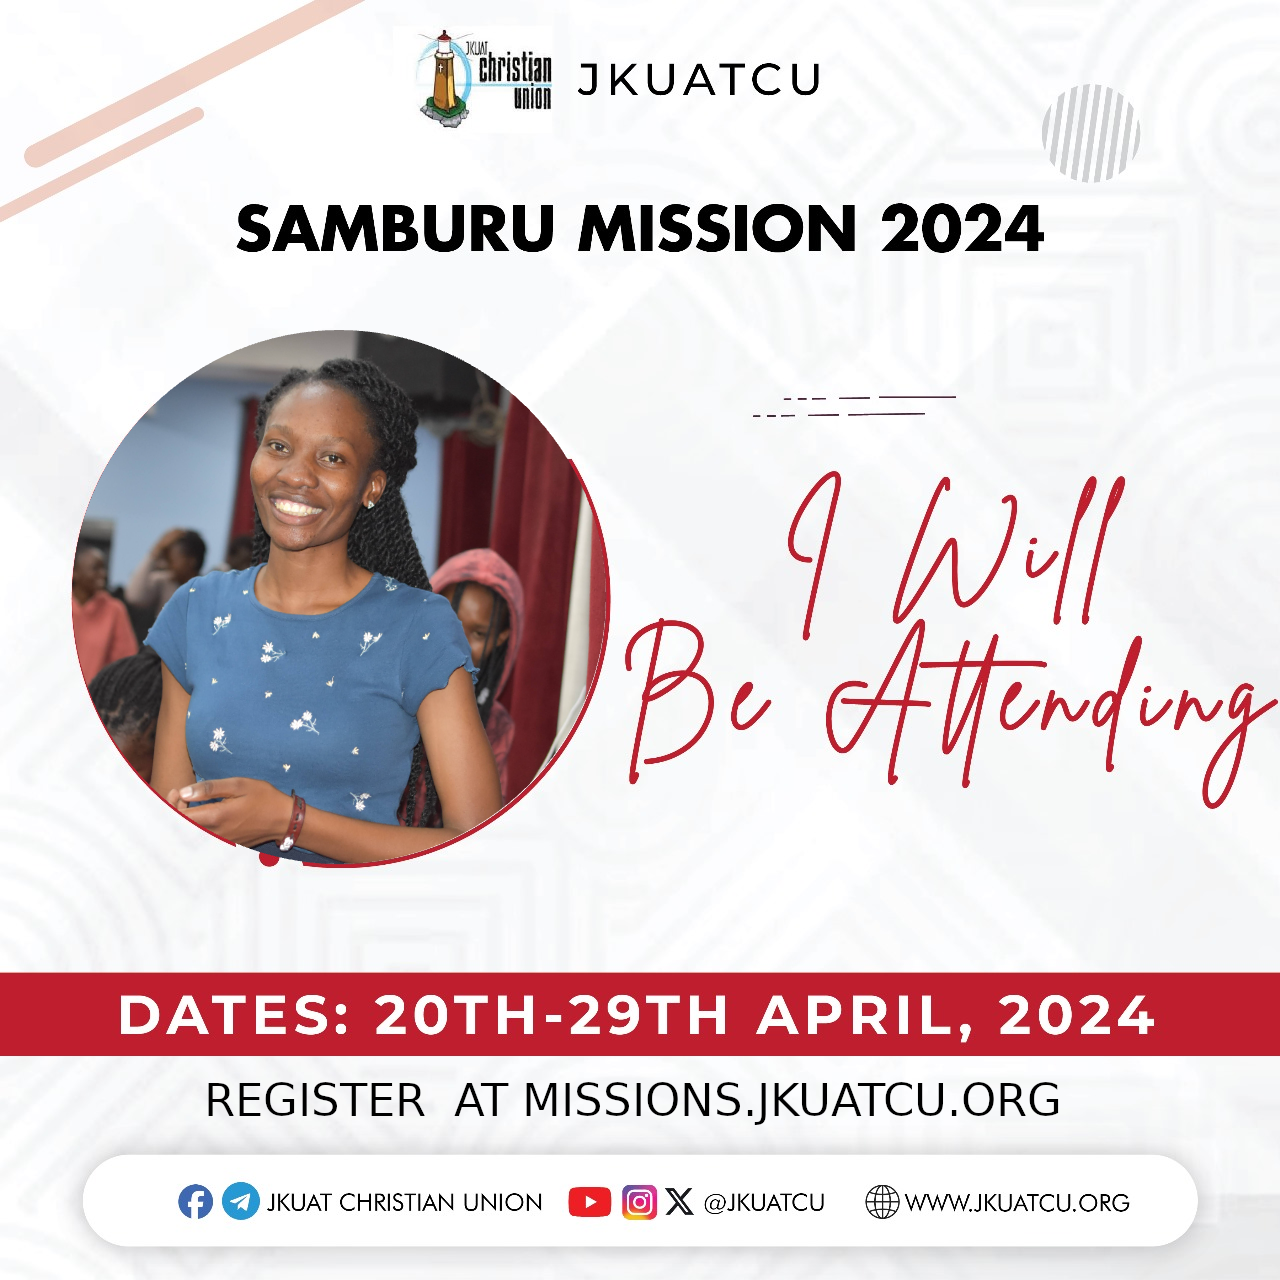 JKUAT
christian
union
JKUATCU
SAMBURU MISSION 2024
I Will
Be Attending
DATES: 20TH-29TH APRIL, 2024
REGISTER  AT MISSIONS.JKUATCU.ORG
JKUAT CHRISTIAN UNION @JKUATCU WWW.JKUATCU.ORG